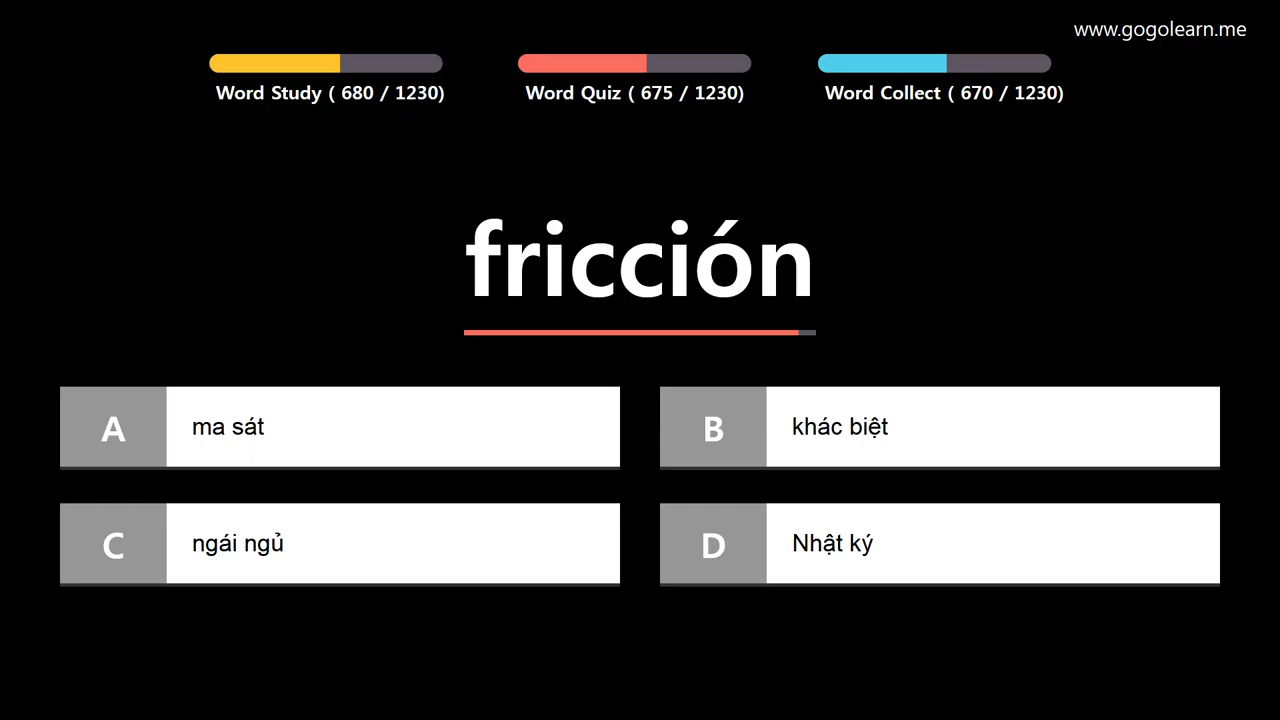 www.gogolearn.me
Word Study ( 680 / 1230)
Word Quiz ( 675 / 1230)
Word Collect ( 670 / 1230)
fricción
A
ma sát
B
khác biệt
C
ngái ngủ
D
Nhật ký